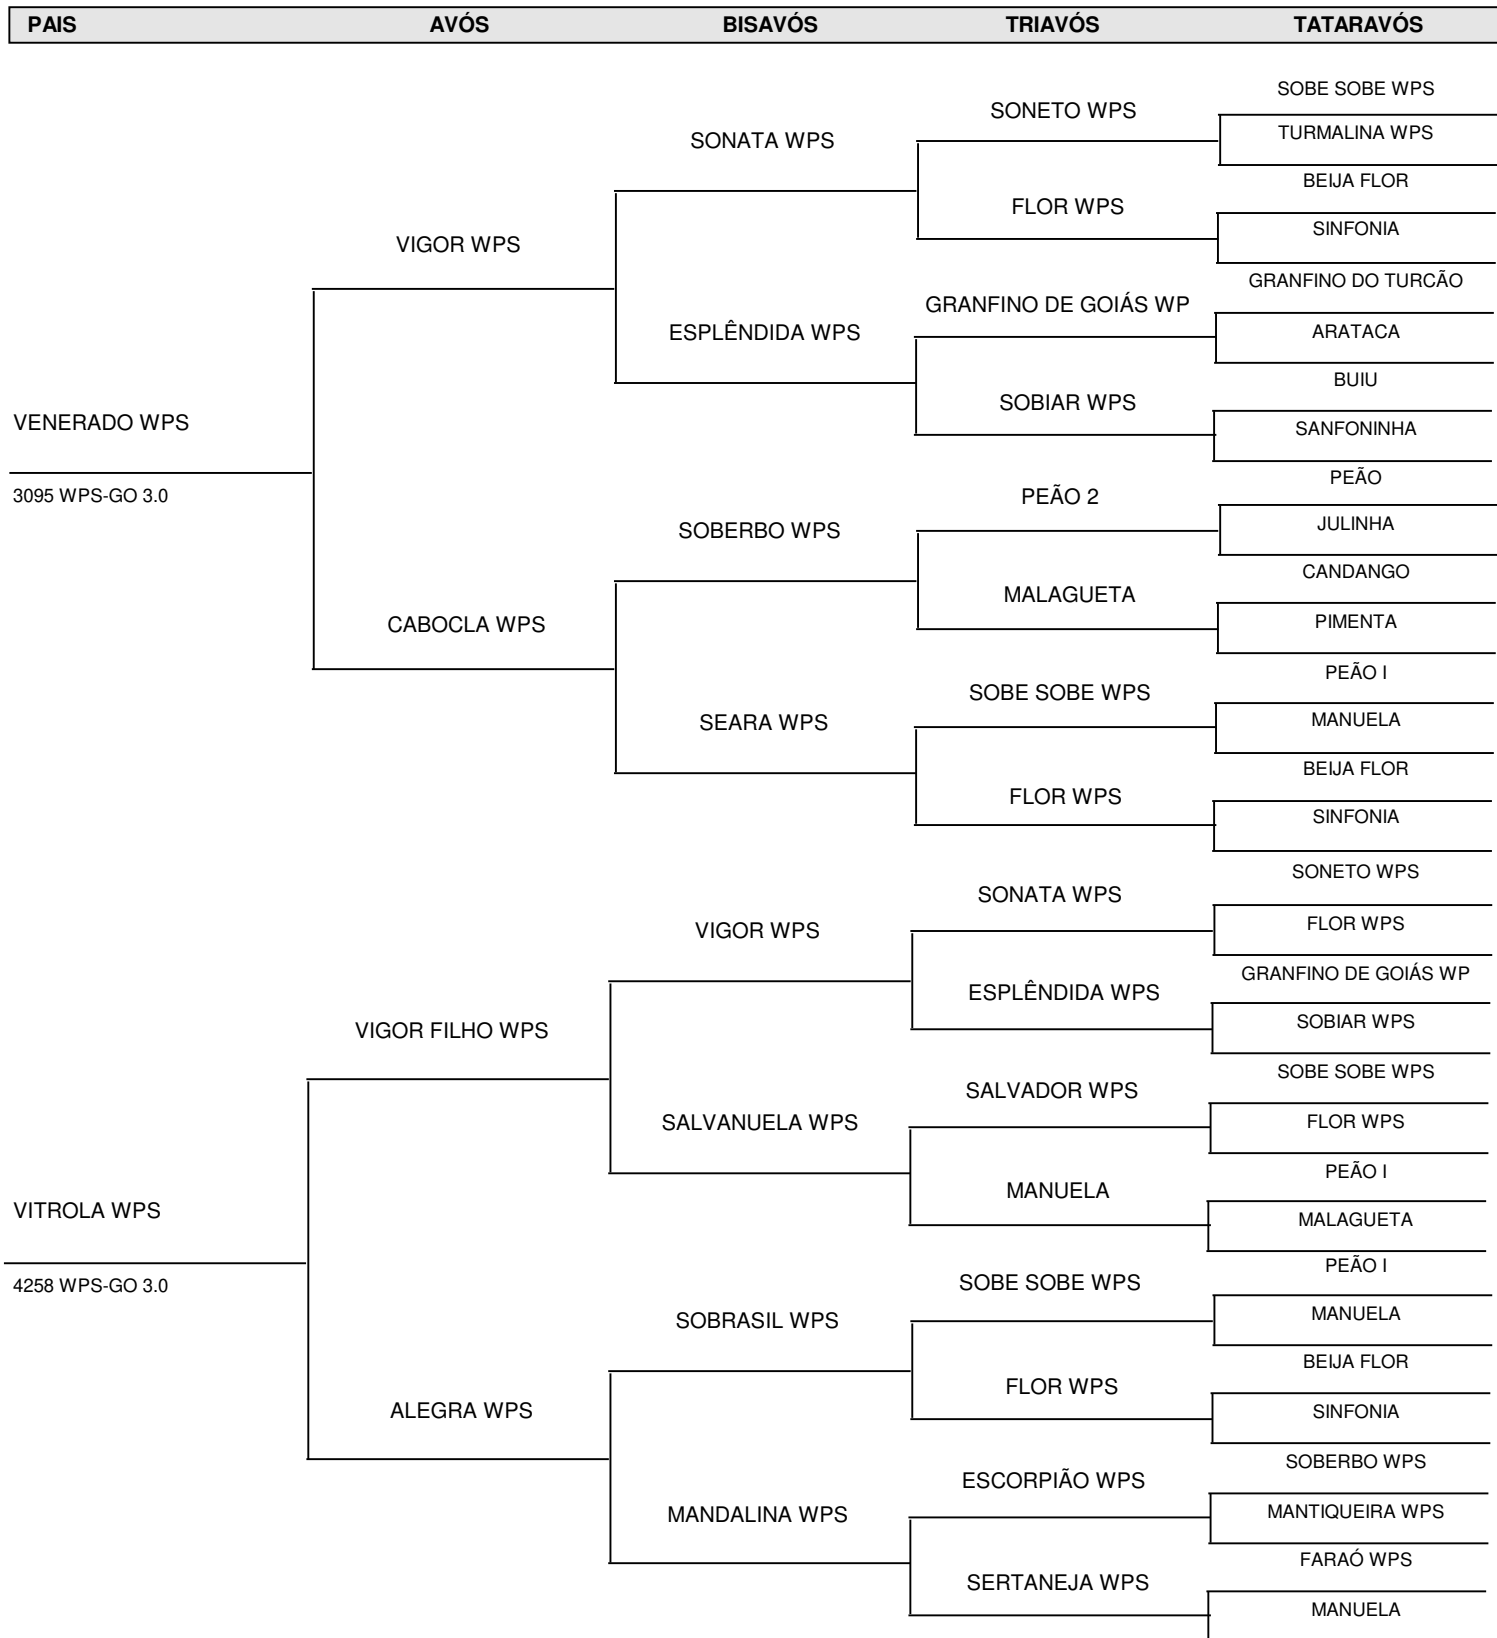 PAIS AVÓS BISAVÓS TRIAVÓS TATARAVÓS
SOBE SOBE WPS
SONETO WPS
TURMALINA WPS
SONATA WPS
BEIJA FLOR
FLOR WPS
SINFONIA
VIGOR WPS
GRANFINO DO TURCÃO
GRANFINO DE GOIÁS WP
ARATACA
ESPLÊNDIDA WPS
BUIU
SOBIAR WPS
SANFONINHA
VENERADO WPS
3095 WPS-GO 3.0
PEÃO
PEÃO 2
JULINHA
SOBERBO WPS
CANDANGO
MALAGUETA
PIMENTA
CABOCLA WPS
PEÃO I
SOBE SOBE WPS
MANUELA
SEARA WPS
BEIJA FLOR
FLOR WPS
SINFONIA
SONETO WPS
SONATA WPS
FLOR WPS
VIGOR WPS
GRANFINO DE GOIÁS WP
ESPLÊNDIDA WPS
SOBIAR WPS
VIGOR FILHO WPS
SOBE SOBE WPS
SALVADOR WPS
FLOR WPS
SALVANUELA WPS
PEÃO I
MANUELA
MALAGUETA
VITROLA WPS
4258 WPS-GO 3.0
PEÃO I
SOBE SOBE WPS
MANUELA
SOBRASIL WPS
BEIJA FLOR
FLOR WPS
SINFONIA
ALEGRA WPS
SOBERBO WPS
ESCORPIÃO WPS
MANTIQUEIRA WPS
MANDALINA WPS
FARAÓ WPS
SERTANEJA WPS
MANUELA